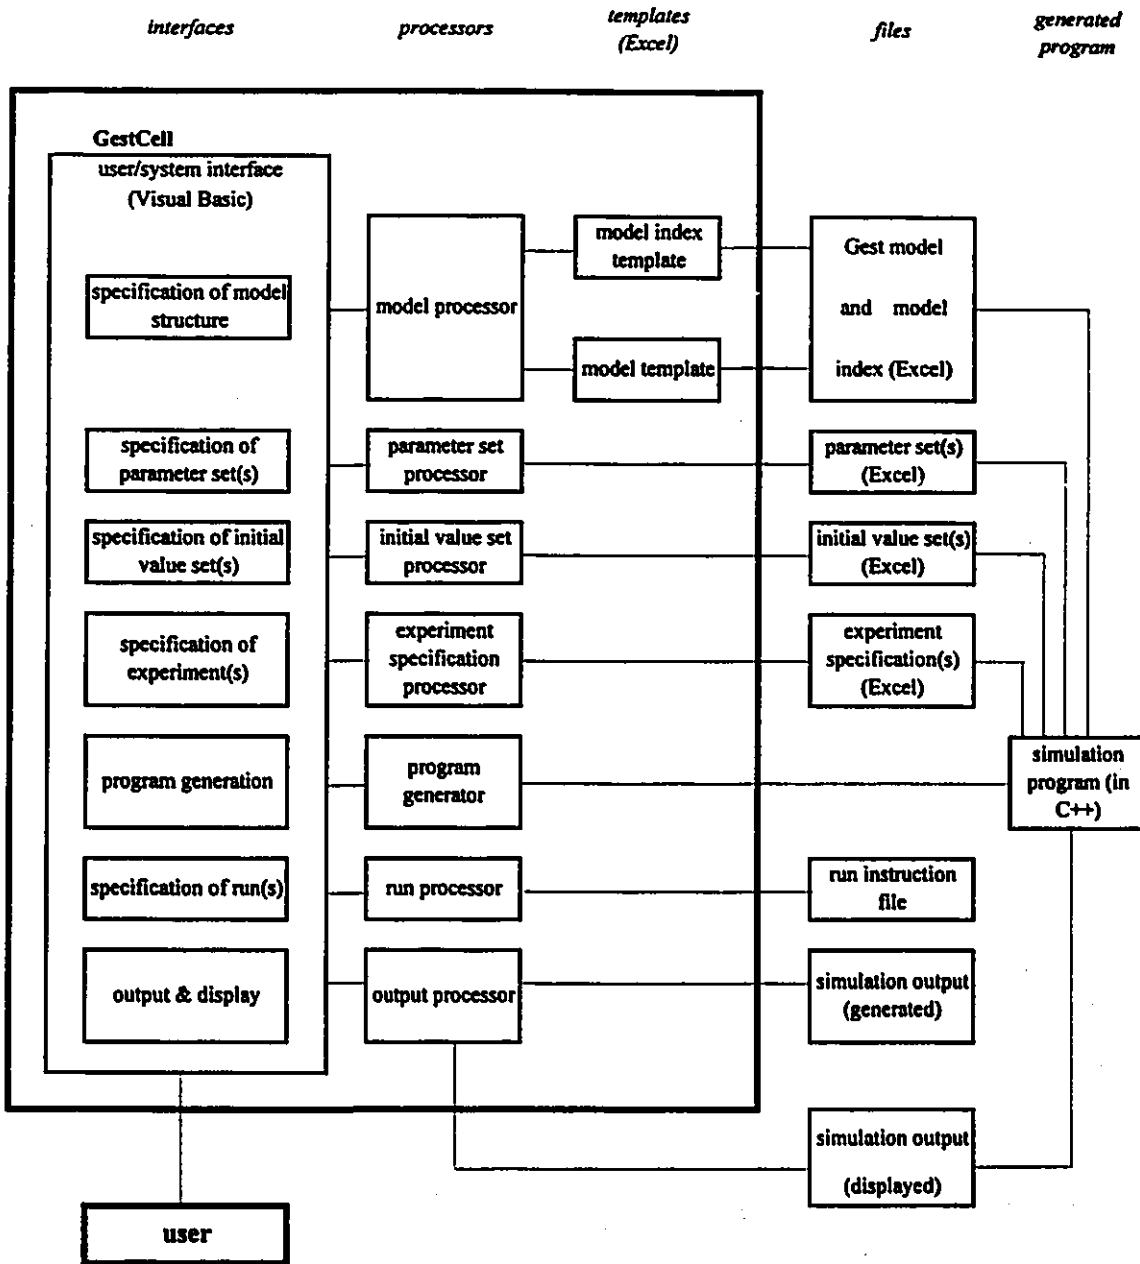 interfaces
processors
templates
(Excel)
files
generated
program
GestCell
user/system interface
(Visual Basic)
specification of model
structure
model processor
model index
template
model template
Gest model
and model
index (Excel)
specification of
parameter set(s)
parameter set
processor
parameter set(s)
(Excel)
specification of initial
value set(s)
initial value set
processor
initial value set(s)
(Excel)
specification of
experiment(s)
experiment
specification
processor
experiment
specification(s)
(Excel)
program generation
program
generator
simulation
program (in
C++)
specification of run(s)
run processor
run instruction
file
output & display
output processor
simulation output
(generated)
simulation output
(displayed)
user